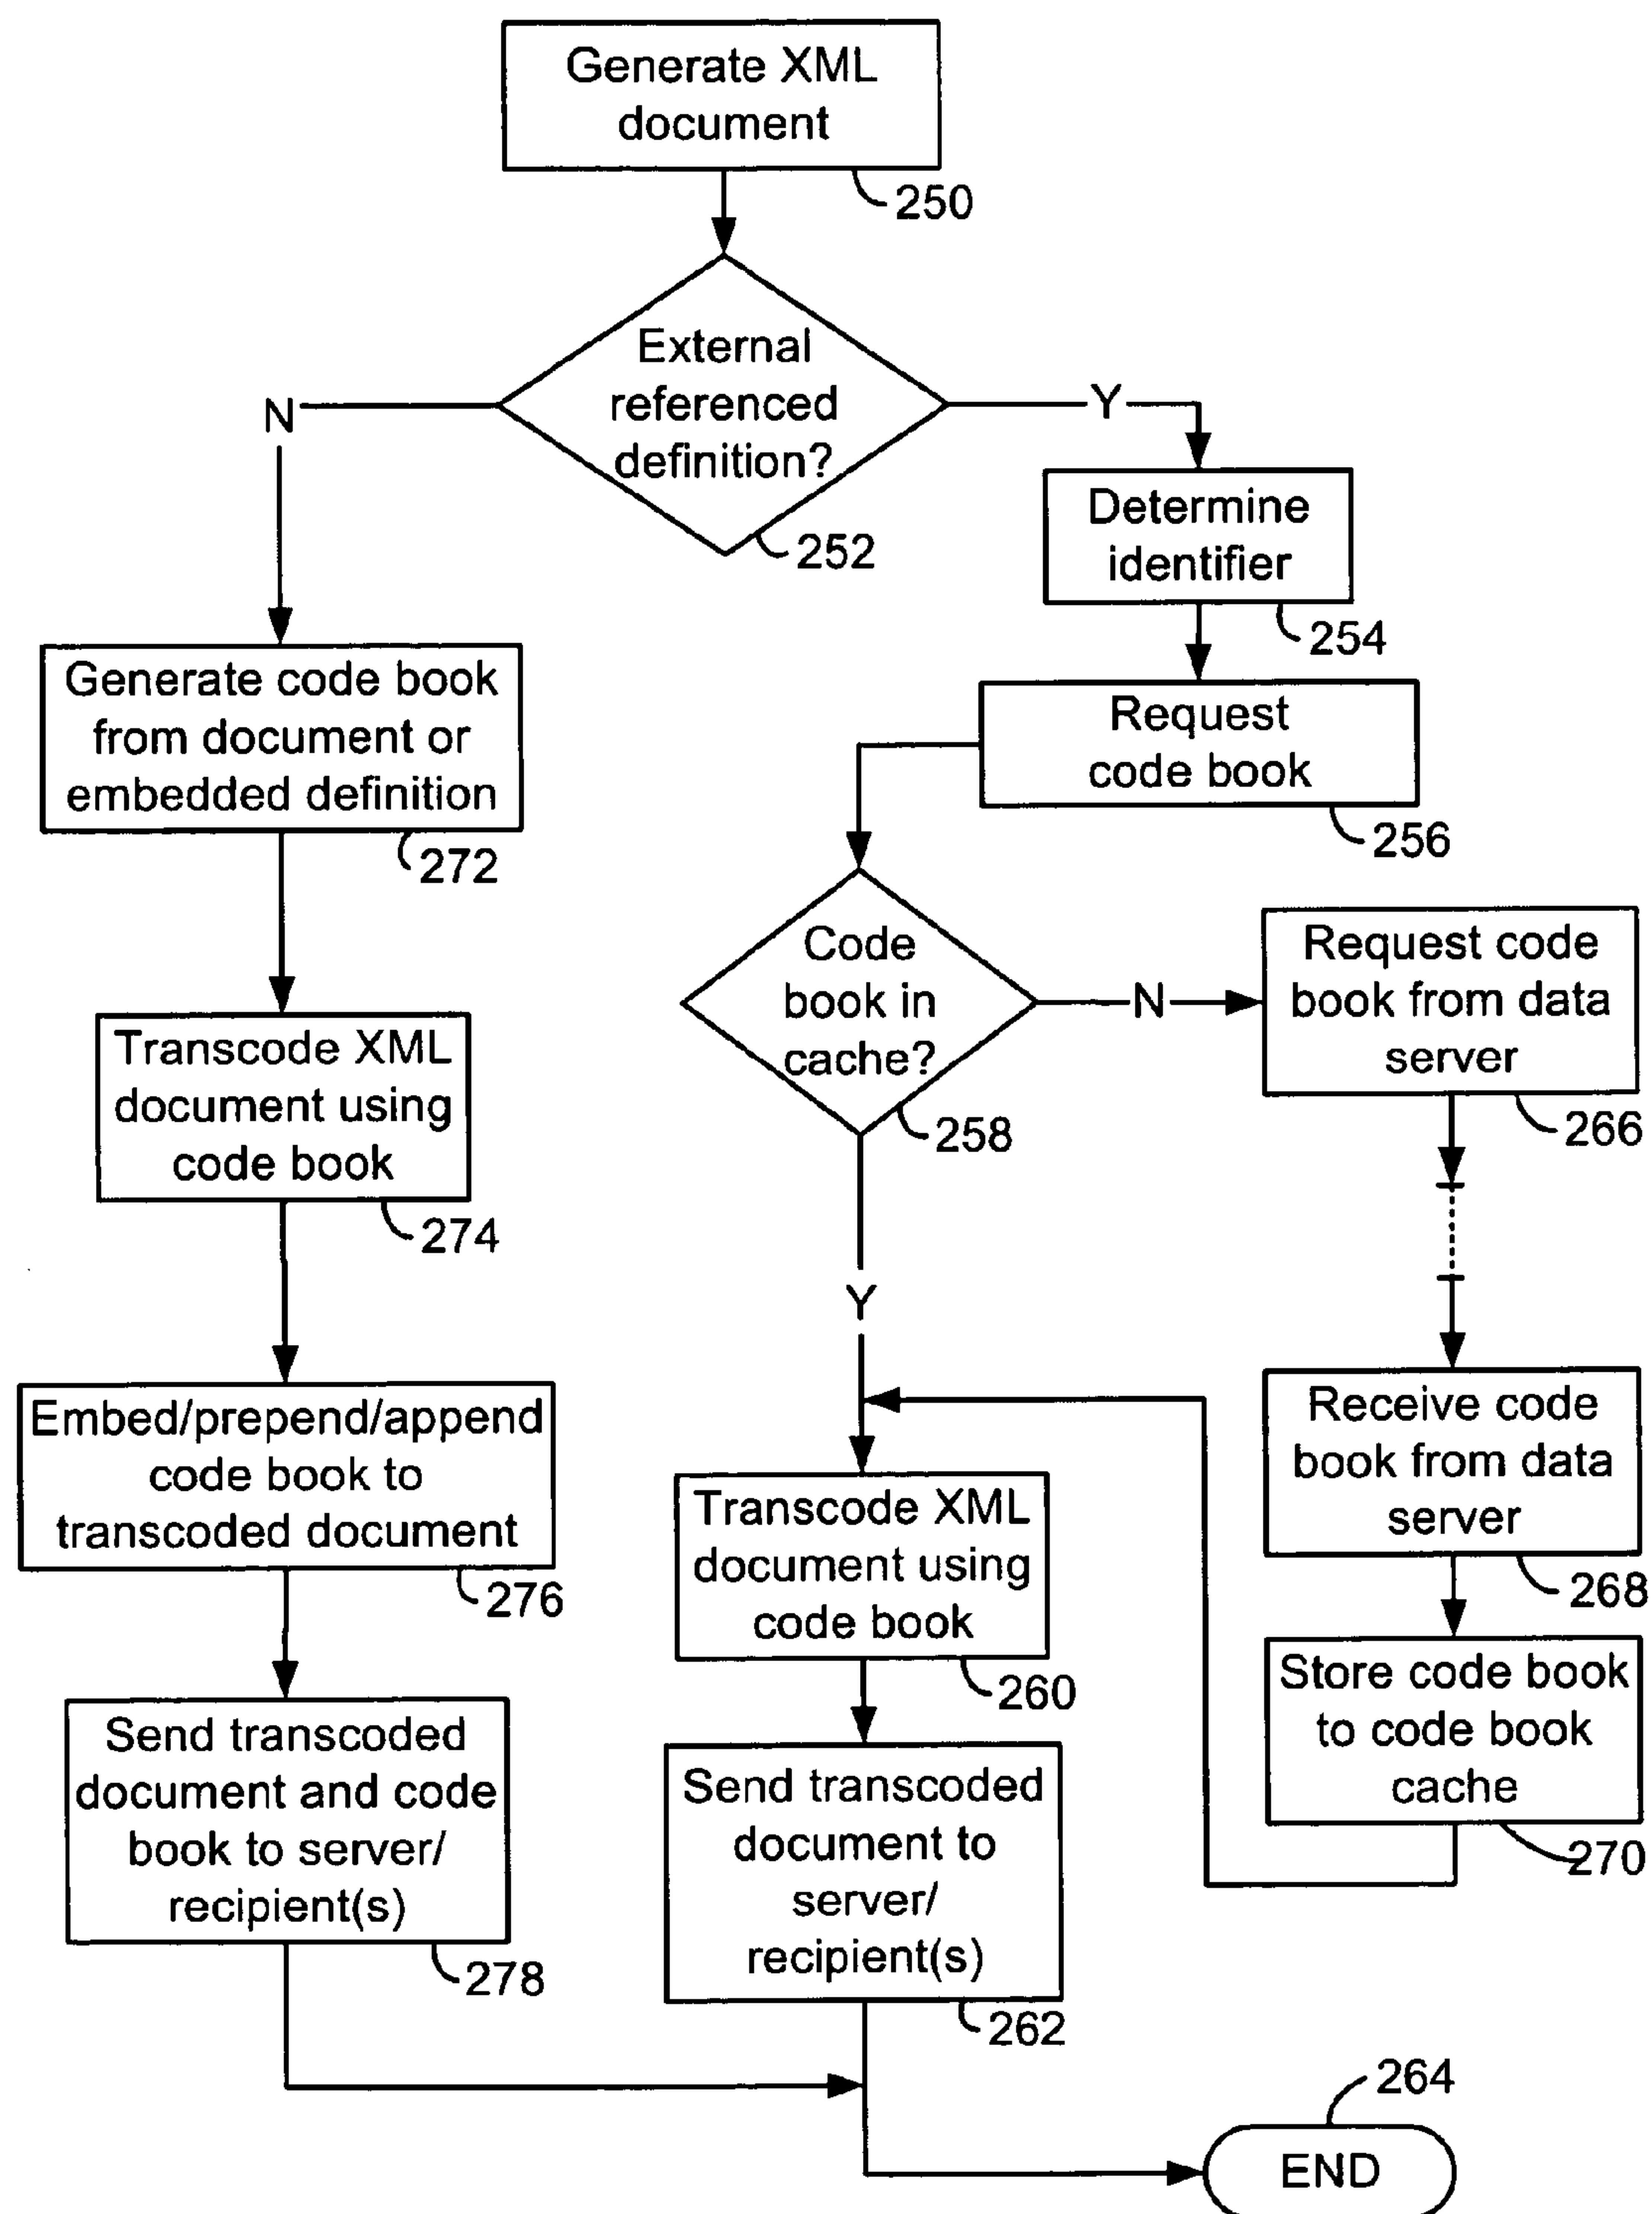 Generate XML
document
250
External
referenced
definition?
252
N
Y
Determine
identifier
254
Request
code book
256
Generate code book
from document or
embedded definition
272
Code
book in
cache?
258
N
Request code
book from data
server
266
Transcode XML
document using
code book
274
Y
Receive code
book from data
server
268
Embed/prepend/append
code book to
transcoded document
276
Transcode XML
document using
code book
260
Store code book
to code book
cache
270
Send transcoded
document and code
book to server/
recipient(s)
278
Send transcoded
document to
server/
recipient(s)
262
264
END